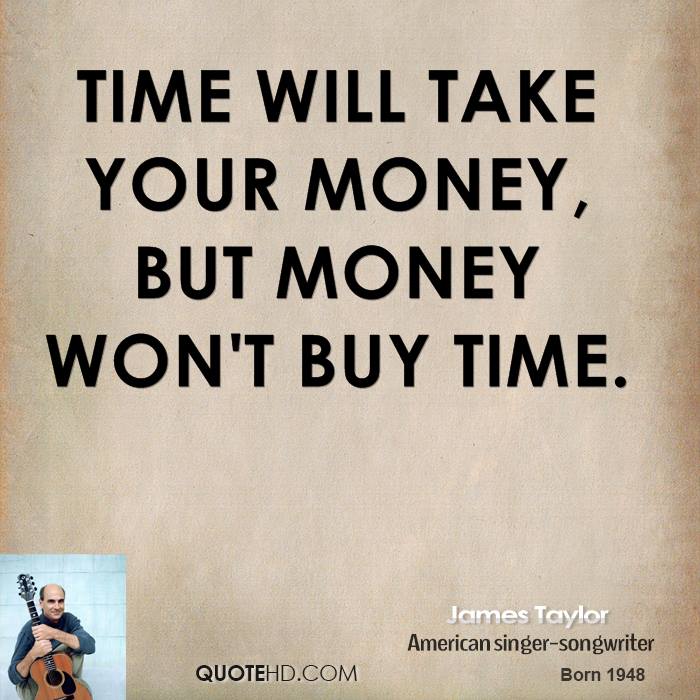 TIME WILL TAKE
YOUR MONEY,
BUT MONEY
WON'T BUY TIME.
James Taylor
American singer-songwriter
QUOTEHD.COM
Born 1948